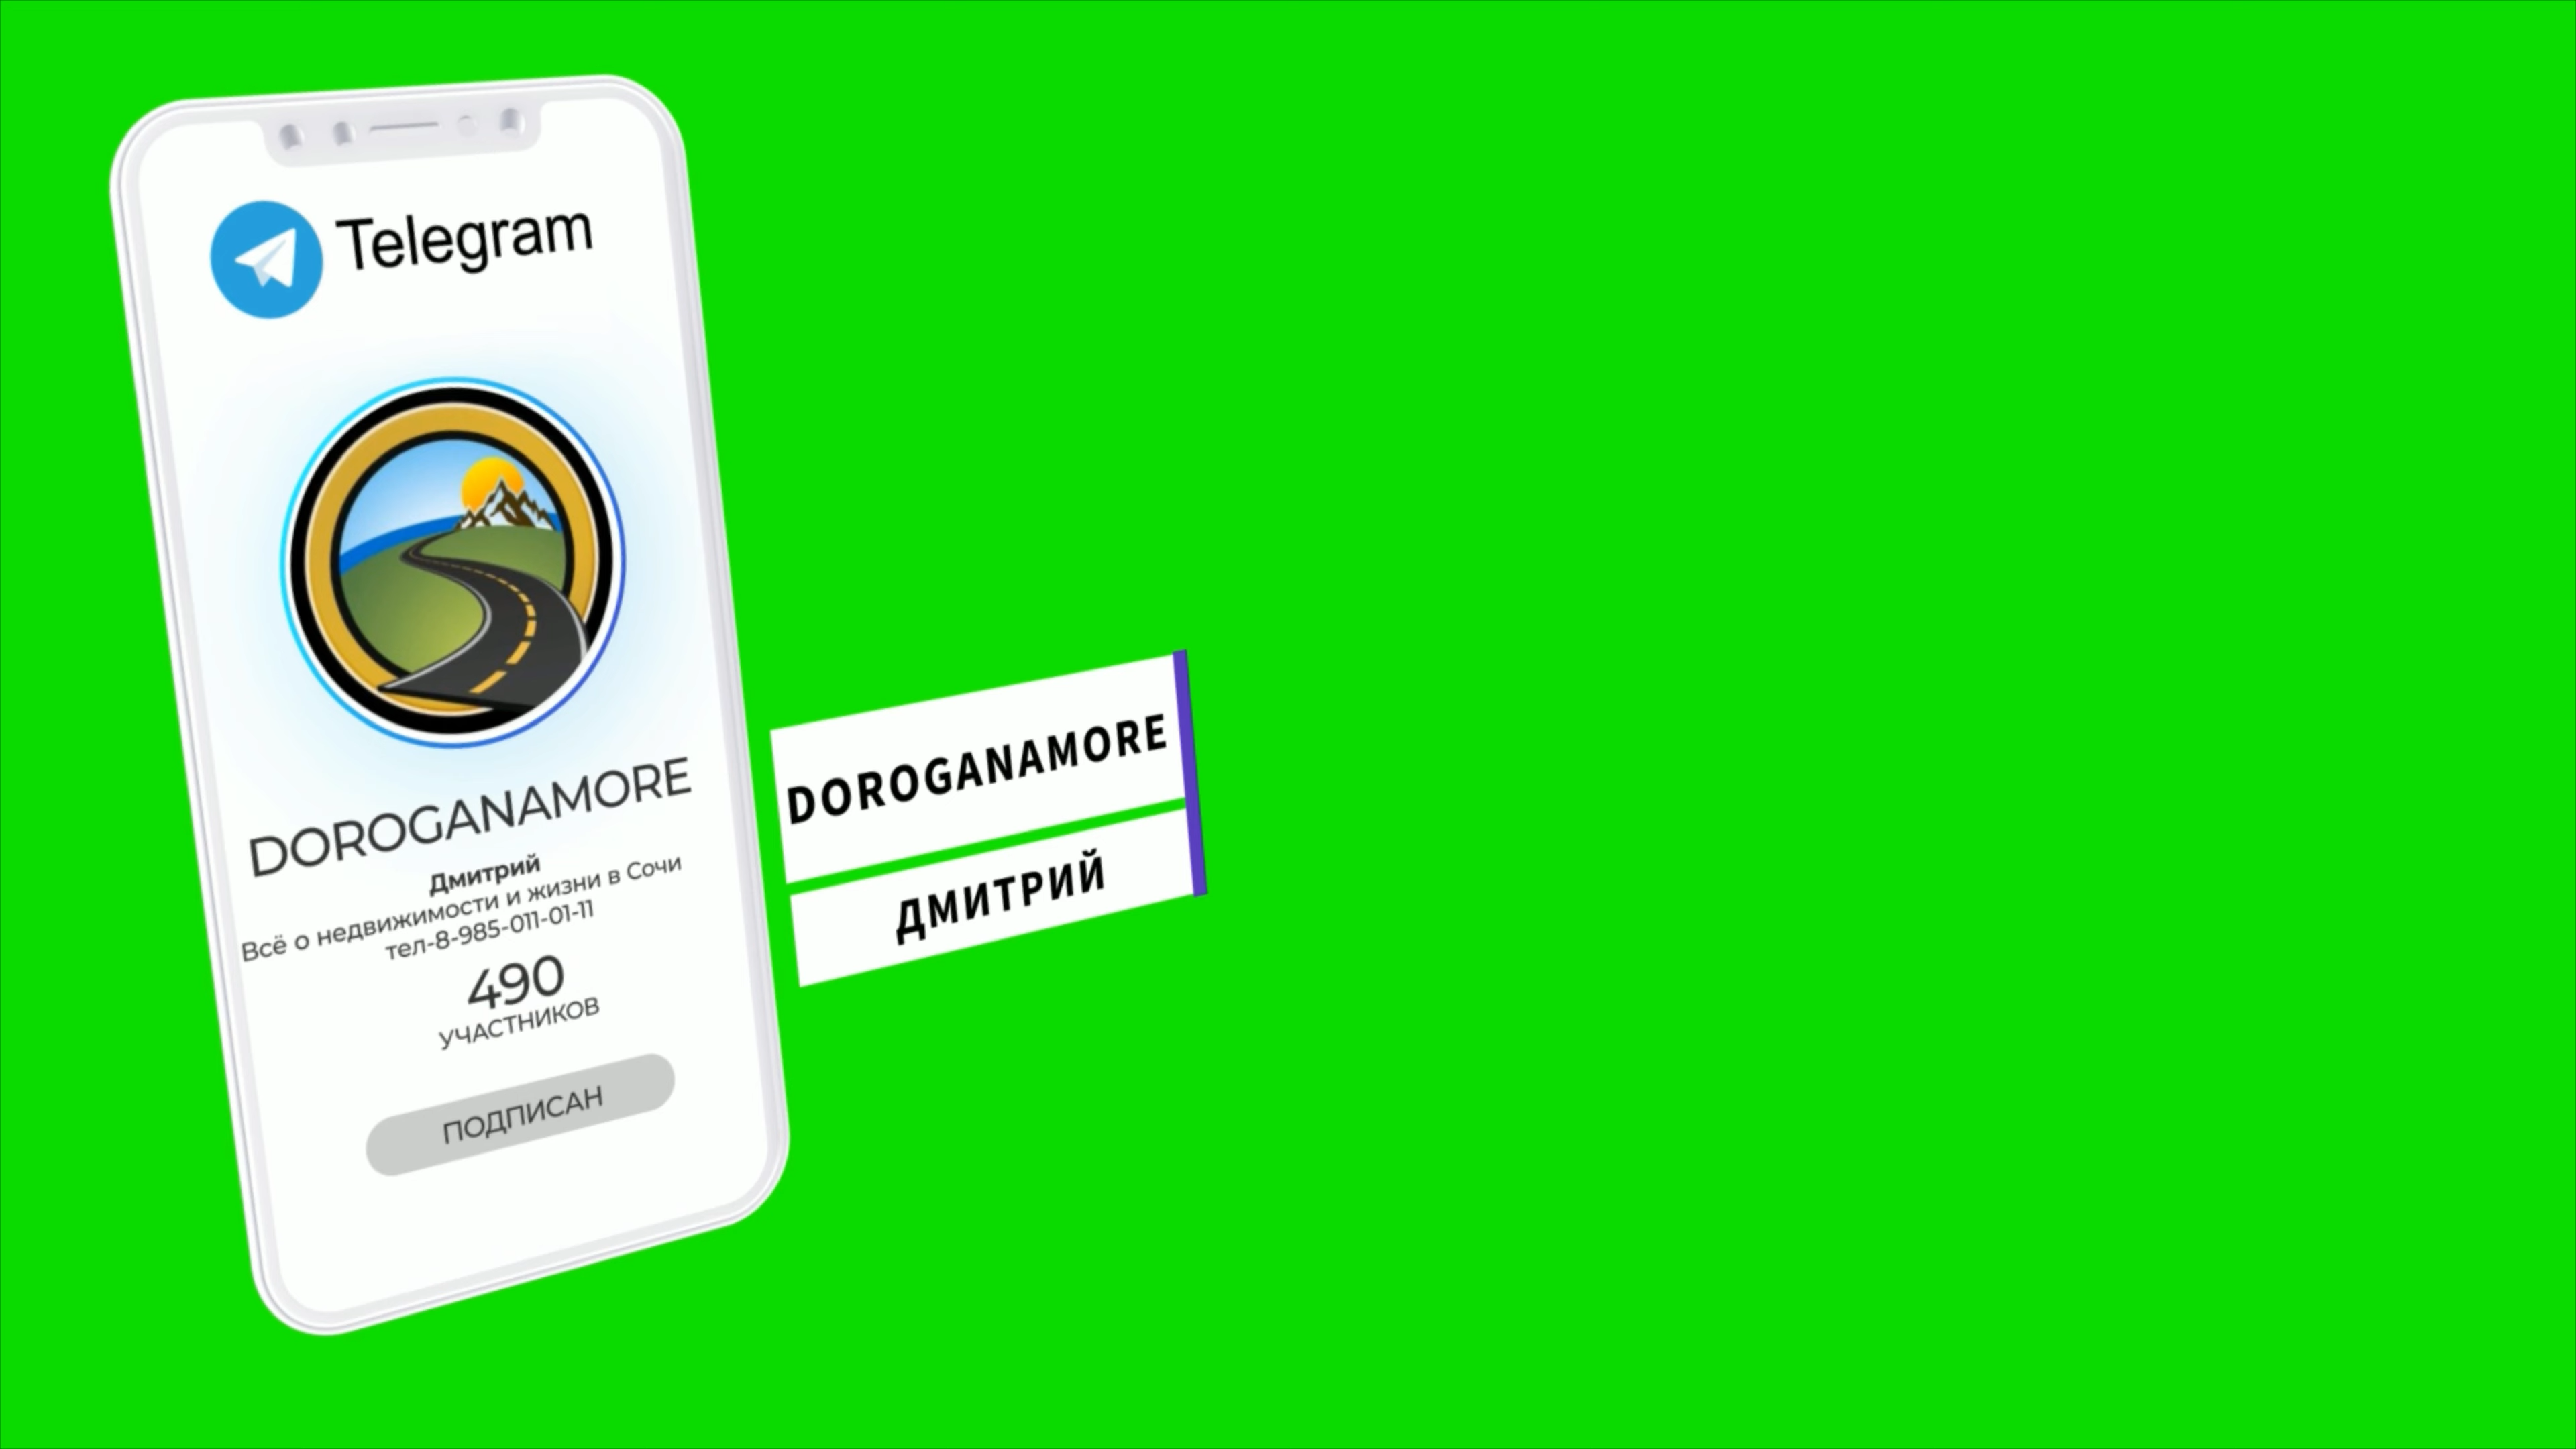 Telegram
DOROGANAMORE
Дмитрий
Всё о недвижимости и жизни в Сочи
тел-8-985-011-01-11
490
УЧАСТНИКОВ
ПОДПИСАН
DOROGANAMORE
ДМИТРИЙ